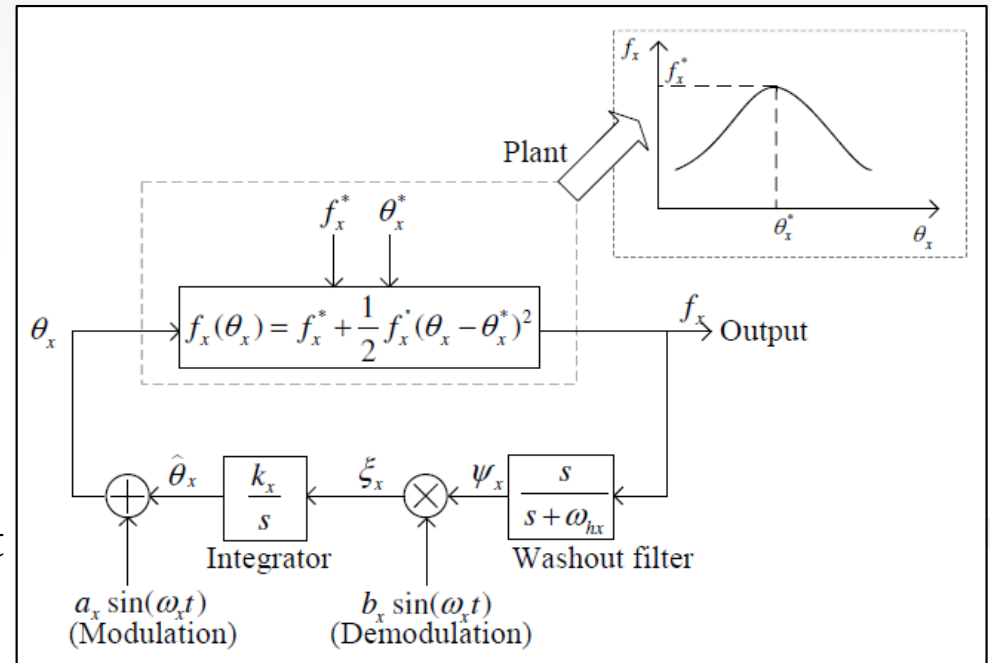 f_x
f_x^*
Plant
θ_x^*
θ_x
f_x^* θ_x^*
θ_x
f_x(θ_x) = f_x^* + 1/2 f_x^'(θ_x − θ_x^*)^2
f_x
Output
θ̂_x
k_x/s
ξ_x
ψ_x
s/(s + ω_hx)
t
Integrator
Washout filter
a_x sin(ω_x t)
b_x sin(ω_x t)
(Modulation)
(Demodulation)